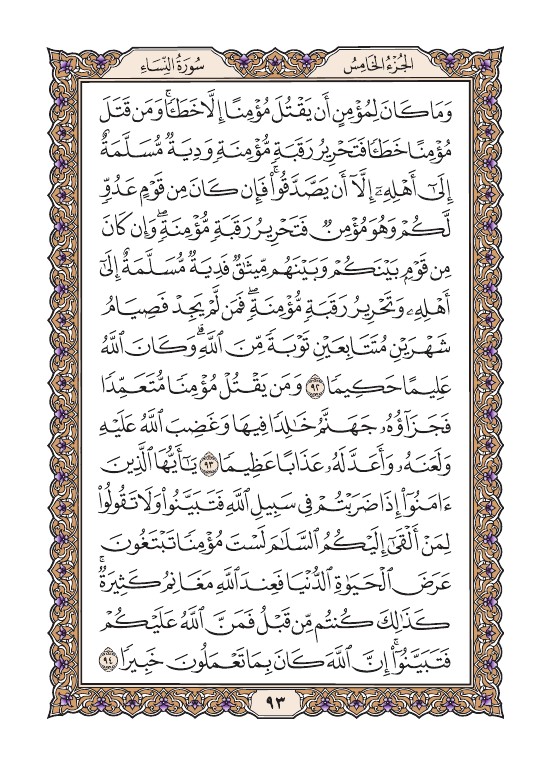 الجُزْءُ الخَامِسُ
سُورَةُ النِّسَاءِ
وَمَا كَانَ لِمُؤْمِنٍ أَن يَقْتُلَ مُؤْمِنًا إِلَّا خَطَـًٔاۚ وَمَن قَتَلَ
مُؤْمِنًا خَطَـًٔا فَتَحْرِيرُ رَقَبَةٍ مُّؤْمِنَةٍ وَدِيَةٌ مُّسَلَّمَةٌ
إِلَىٰٓ أَهْلِهِۦٓ إِلَّآ أَن يَصَّدَّقُوا۟ۚ فَإِن كَانَ مِن قَوْمٍ عَدُوٍّ
لَّكُمْ وَهُوَ مُؤْمِنٌ فَتَحْرِيرُ رَقَبَةٍ مُّؤْمِنَةٍۖ وَإِن كَانَ
مِن قَوْمٍۭ بَيْنَكُمْ وَبَيْنَهُم مِّيثَـٰقٌ فَدِيَةٌ مُّسَلَّمَةٌ إِلَىٰٓ
أَهْلِهِۦ وَتَحْرِيرُ رَقَبَةٍ مُّؤْمِنَةٍۖ فَمَن لَّمْ يَجِدْ فَصِيَامُ
شَهْرَيْنِ مُتَتَابِعَيْنِ تَوْبَةً مِّنَ ٱللَّهِۗ وَكَانَ ٱللَّهُ
عَلِيمًا حَكِيمًا ٩٢ وَمَن يَقْتُلْ مُؤْمِنًا مُّتَعَمِّدًا
فَجَزَآؤُهُۥ جَهَنَّمُ خَـٰلِدًا فِيهَا وَغَضِبَ ٱللَّهُ عَلَيْهِ
وَلَعَنَهُۥ وَأَعَدَّ لَهُۥ عَذَابًا عَظِيمًا ٩٣ يَـٰٓأَيُّهَا ٱلَّذِينَ
ءَامَنُوٓا۟ إِذَا ضَرَبْتُمْ فِى سَبِيلِ ٱللَّهِ فَتَبَيَّنُوا۟ وَلَا تَقُولُوا۟
لِمَنْ أَلْقَىٰٓ إِلَيْكُمُ ٱلسَّلَـٰمَ لَسْتَ مُؤْمِنًا تَبْتَغُونَ
عَرَضَ ٱلْحَيَوٰةِ ٱلدُّنْيَا فَعِندَ ٱللَّهِ مَغَانِمُ كَثِيرَةٌۚ
كَذَٰلِكَ كُنتُم مِّن قَبْلُ فَمَنَّ ٱللَّهُ عَلَيْكُمْ
فَتَبَيَّنُوٓا۟ۚ إِنَّ ٱللَّهَ كَانَ بِمَا تَعْمَلُونَ خَبِيرًا ٩٤
٩٣